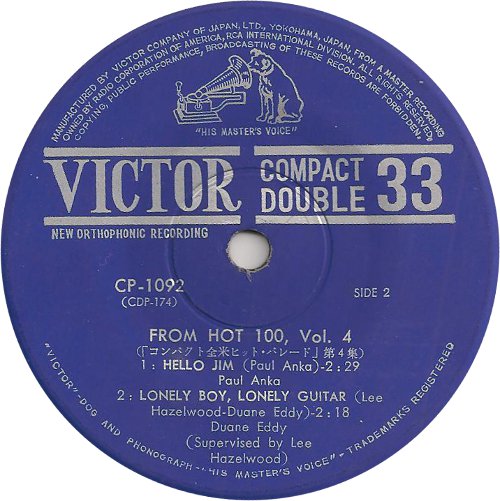 MANUFACTURED BY VICTOR COMPANY OF JAPAN, LTD., YOKOHAMA, JAPAN, FROM A MASTER RECORDING
OWNED BY RADIO CORPORATION OF AMERICA, RCA INTERNATIONAL DIVISION. ALL RIGHTS RESERVED
COPYING, PUBLIC PERFORMANCE, BROADCASTING OF THESE RECORDS ARE FORBIDDEN.
"HIS MASTER'S VOICE"
VICTOR COMPACT DOUBLE 33
NEW ORTHOPHONIC RECORDING
CP-1092
(CDP-174)
SIDE 2
FROM HOT 100, Vol. 4
(「コンパクト全米ヒット・パレード」第4集)
1: HELLO JIM (Paul Anka)-2:29
Paul Anka
2: LONELY BOY, LONELY GUITAR (Lee
Hazelwood-Duane Eddy)-2:18
Duane Eddy
(Supervised by Lee
Hazelwood)
"VICTOR"-DOG AND PHONOGRAPH-"HIS MASTER'S VOICE"-TRADEMARKS REGISTERED